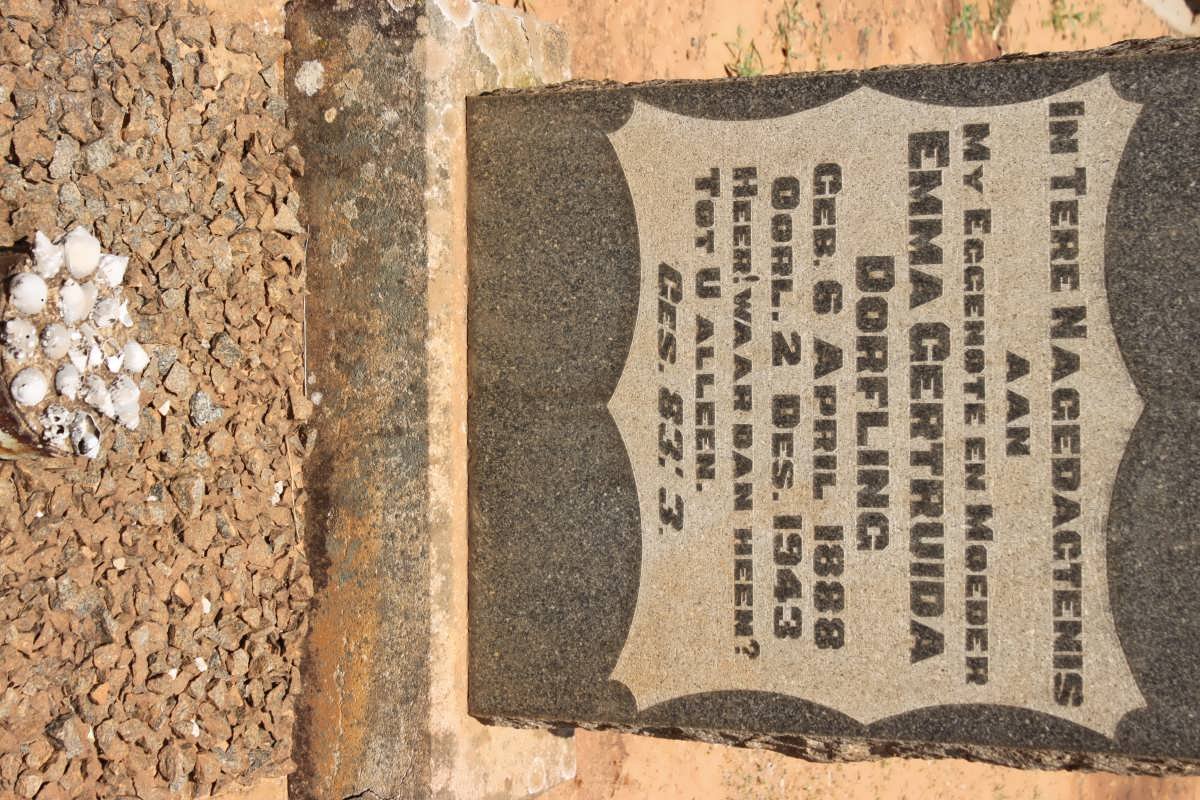 IN TERE NAGEDAGTENIS
AAN
MY EGGENOTE EN MOEDER
EMMA GERTRUIDA
DORFLING
GEB. 6 APRIL 1888
OORL. 2 DES. 1943
HEER! WAAR DAN HEEN?
TOT U ALLEEN.
GES. 83:3.